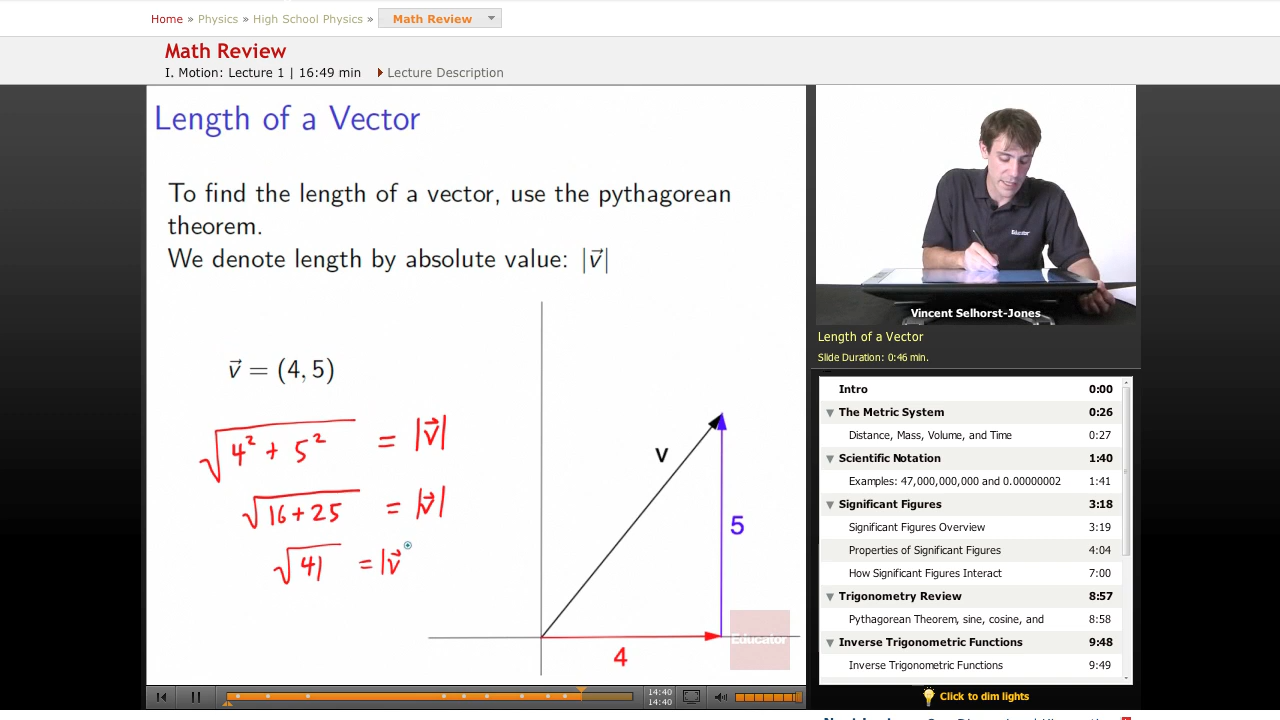 Home » Physics » High School Physics » Math Review
Math Review
I. Motion: Lecture 1 | 16:49 min Lecture Description
Length of a Vector
To find the length of a vector, use the pythagorean
theorem.
We denote length by absolute value: |v⃗|
v⃗ = (4, 5)
√(4² + 5²) = |v⃗|
√(16+25) = |v⃗|
√41 = |v⃗
v
5
4
Educator
Educator
Vincent Selhorst-Jones
Length of a Vector
Slide Duration: 0:46 min.
Intro 0:00
The Metric System 0:26
Distance, Mass, Volume, and Time 0:27
Scientific Notation 1:40
Examples: 47,000,000,000 and 0.00000002 1:41
Significant Figures 3:18
Significant Figures Overview 3:19
Properties of Significant Figures 4:04
How Significant Figures Interact 7:00
Trigonometry Review 8:57
Pythagorean Theorem, sine, cosine, and 8:58
Inverse Trigonometric Functions 9:48
Inverse Trigonometric Functions 9:49
14:40
14:40
Click to dim lights